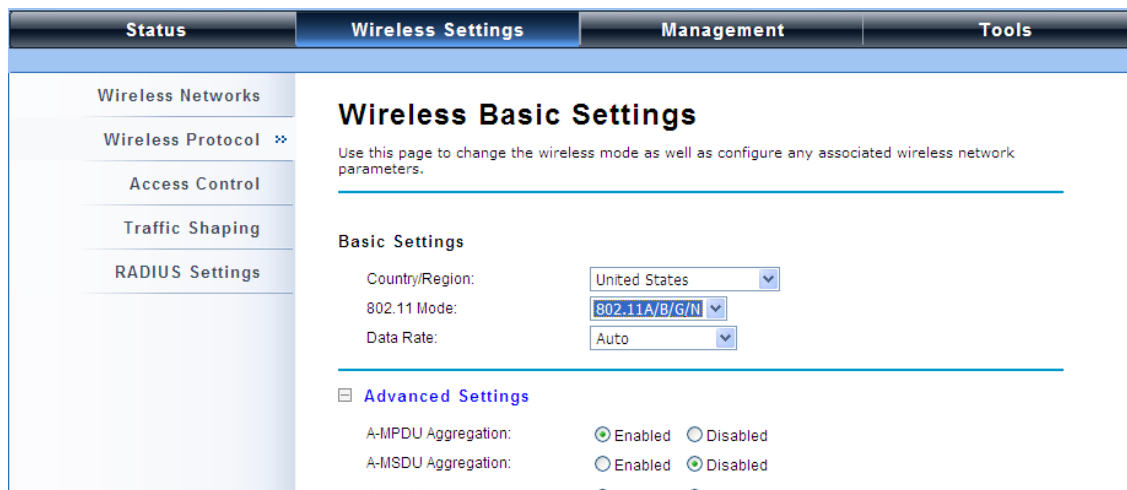 Status Wireless Settings Management Tools
Wireless Networks
Wireless Protocol »
Access Control
Traffic Shaping
RADIUS Settings
Wireless Basic Settings
Use this page to change the wireless mode as well as configure any associated wireless network
parameters.
Basic Settings
Country/Region: United States
802.11 Mode: 802.11A/B/G/N
Data Rate: Auto
Advanced Settings
A-MPDU Aggregation: Enabled Disabled
A-MSDU Aggregation: Enabled Disabled